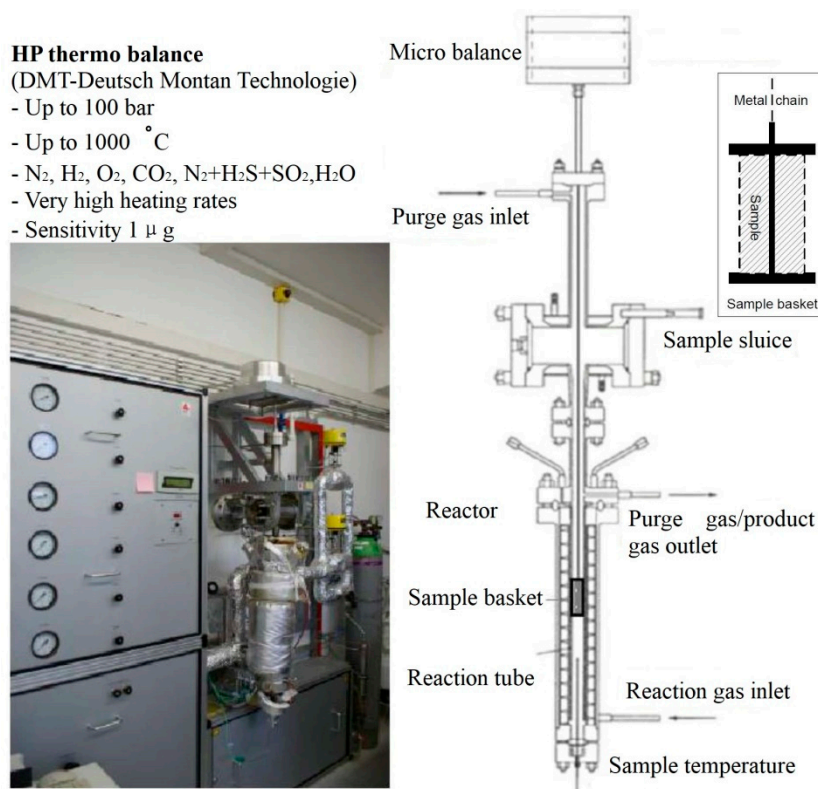 HP thermo balance
(DMT-Deutsch Montan Technologie)
- Up to 100 bar
- Up to 1000 °C
- N₂, H₂, O₂, CO₂, N₂+H₂S+SO₂,H₂O
- Very high heating rates
- Sensitivity 1 μg
Micro balance
Metal chain
Sample
Sample basket
Purge gas inlet
Sample sluice
Reactor
Purge gas/product
gas outlet
Sample basket
Reaction tube
Reaction gas inlet
Sample temperature